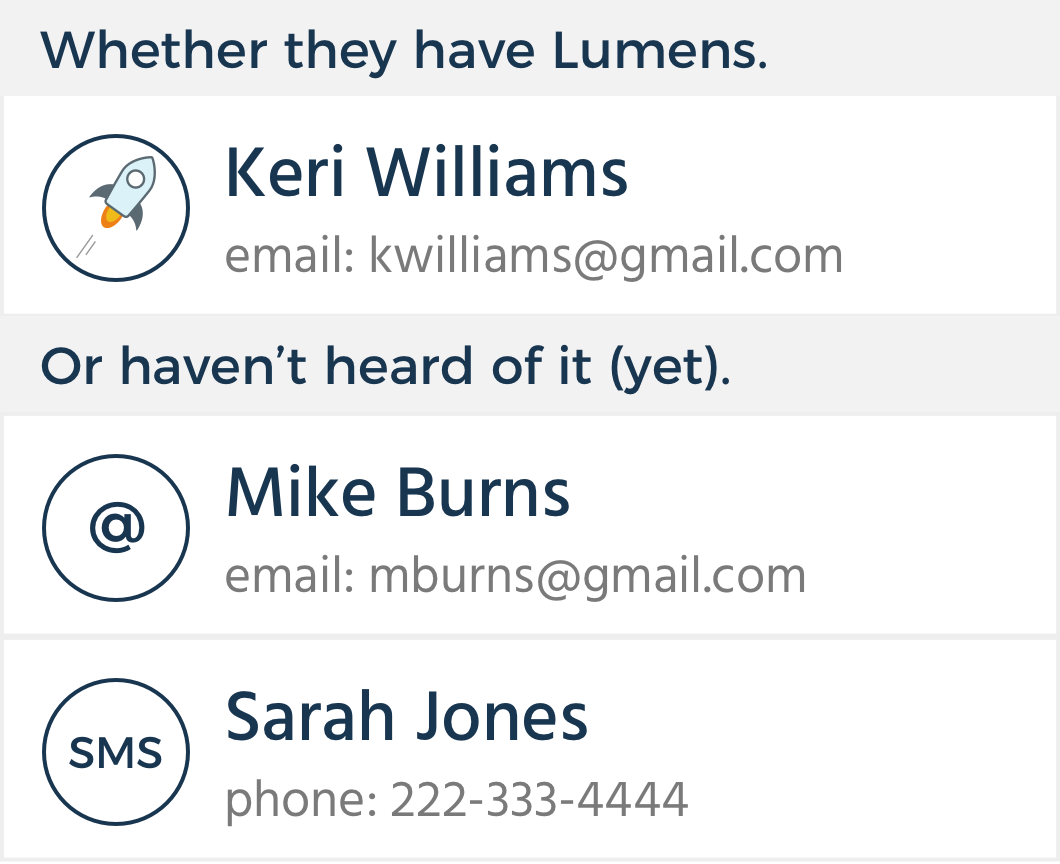 Whether they have Lumens.
Keri Williams
email: kwilliams@gmail.com
Or haven’t heard of it (yet).
@
Mike Burns
email: mburns@gmail.com
SMS
Sarah Jones
phone: 222-333-4444